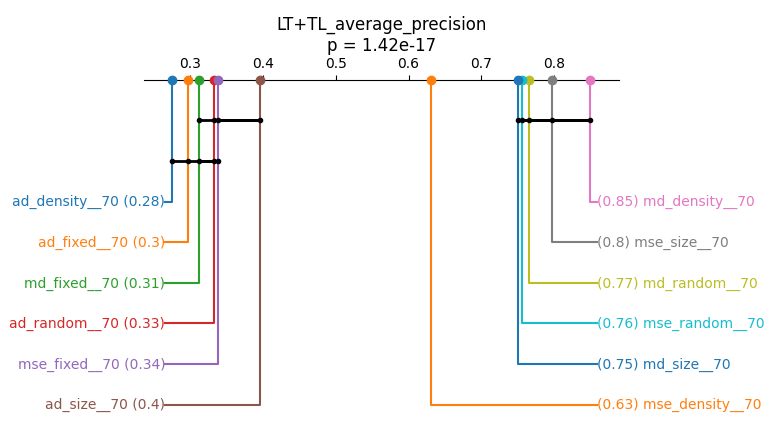 LT+TL_average_precision
p = 1.42e-17
0.3 0.4 0.5 0.6 0.7 0.8
ad_density__70 (0.28)
(0.85) md_density__70
ad_fixed__70 (0.3)
(0.8) mse_size__70
md_fixed__70 (0.31)
(0.77) md_random__70
ad_random__70 (0.33)
(0.76) mse_random__70
mse_fixed__70 (0.34)
(0.75) md_size__70
ad_size__70 (0.4)
(0.63) mse_density__70